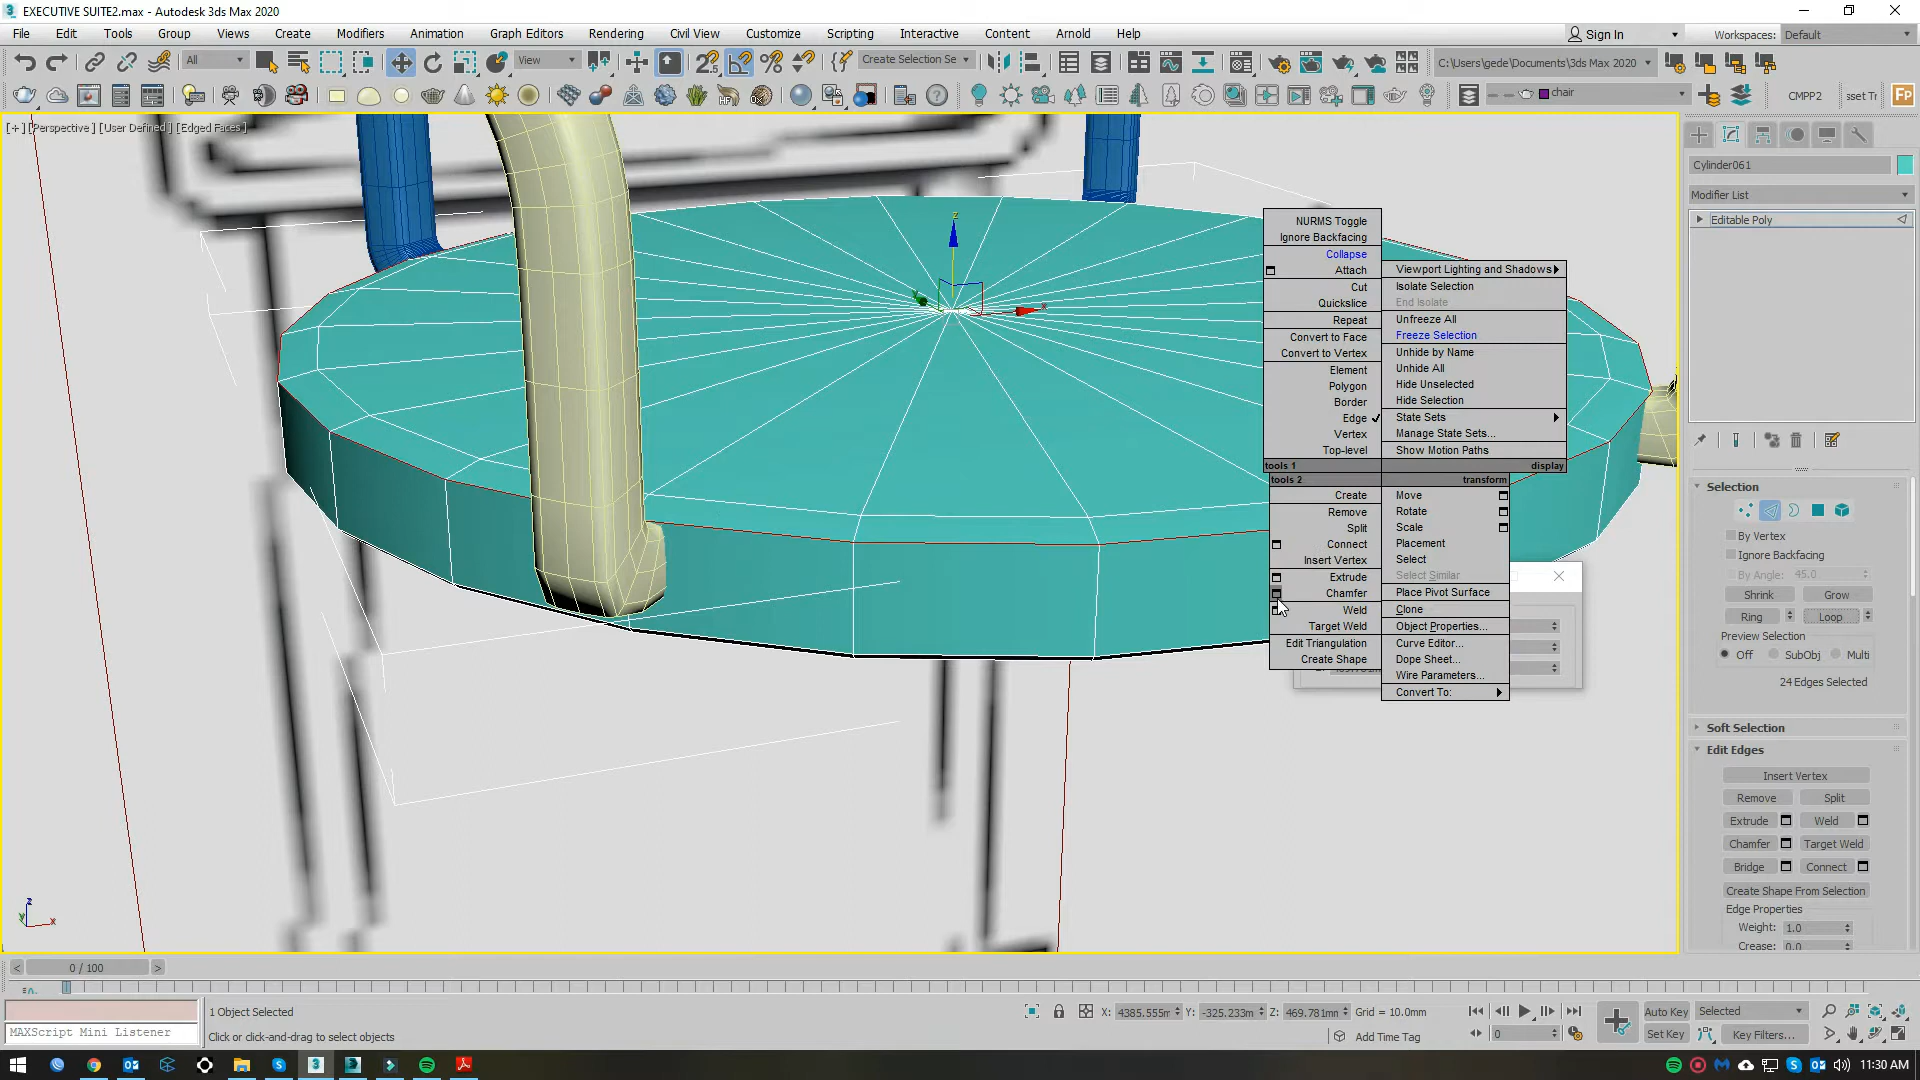 EXECUTIVE SUITE2.max - Autodesk 3ds Max 2020
File Edit Tools Group Views Create Modifiers Animation Graph Editors Rendering Civil View Customize Scripting Interactive Content Arnold Help
Sign In
Workspaces: Default
All
View
Create Selection Se
C:\Users\gede\Documents\3ds Max 2020
chair
CMPP2
sset Tr
[+] [Perspective] [User Defined] [Edged Faces]
Cylinder061
Modifier List
Editable Poly
NURMS Toggle
Ignore Backfacing
Collapse
Attach
Cut
Quickslice
Repeat
Convert to Face
Convert to Vertex
Element
Polygon
Border
Edge
Vertex
Top-level
tools 1
Viewport Lighting and Shadows
Isolate Selection
End Isolate
Unfreeze All
Freeze Selection
Unhide by Name
Unhide All
Hide Unselected
Hide Selection
State Sets
Manage State Sets...
Show Motion Paths
display
tools 2
Create
Remove
Split
Connect
Insert Vertex
Extrude
Chamfer
Weld
Target Weld
Edit Triangulation
Create Shape
transform
Move
Rotate
Scale
Placement
Select
Select Similar
Place Pivot Surface
Clone
Object Properties...
Curve Editor...
Dope Sheet...
Wire Parameters...
Convert To:
Selection
By Vertex
Ignore Backfacing
By Angle: 45.0
Shrink Grow
Ring Loop
Preview Selection
Off SubObj Multi
24 Edges Selected
Soft Selection
Edit Edges
Insert Vertex
Remove Split
Extrude Weld
Chamfer Target Weld
Bridge Connect
Create Shape From Selection
Edge Properties
Weight: 1.0
Crease: 0.0
z
x
y
z
y x
< 0 / 100 >
1 Object Selected
MAXScript Mini Listener
Click or click-and-drag to select objects
X: 4385.555m Y: -325.233m Z: 469.781mm Grid = 10.0mm
Add Time Tag
0
Auto Key Selected
Set Key Key Filters...
11:30 AM